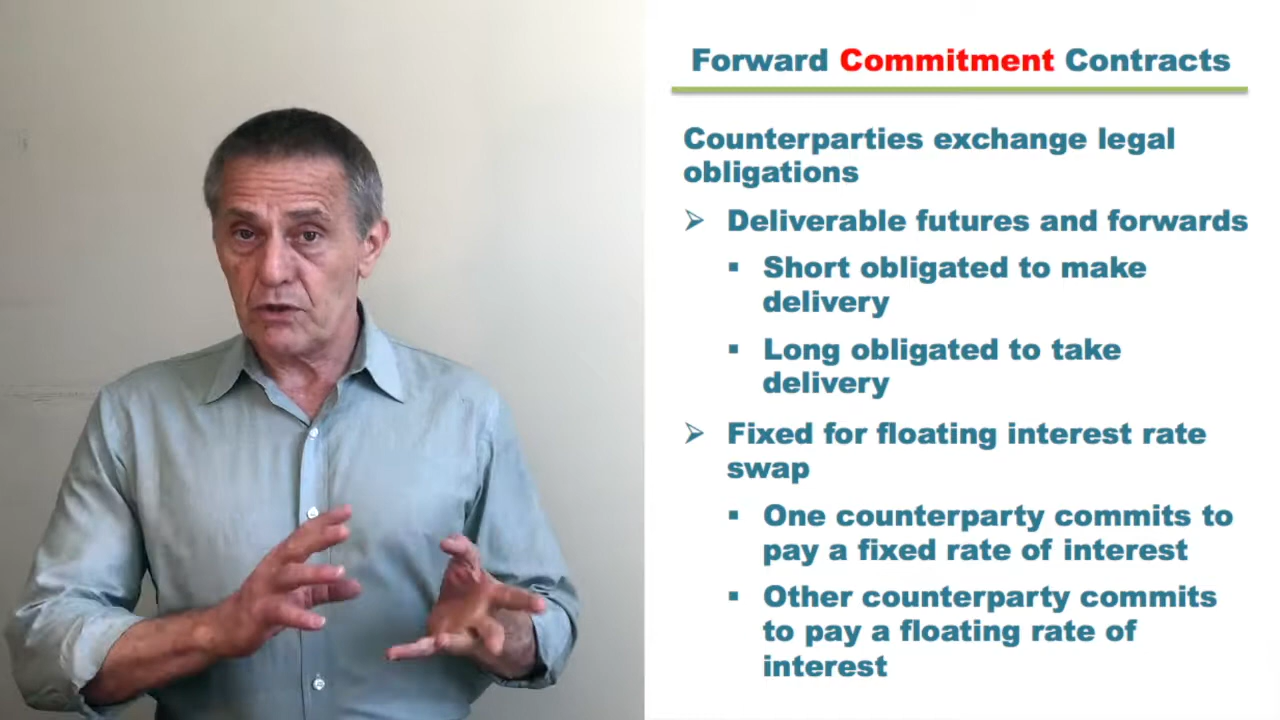 Forward Commitment Contracts
Counterparties exchange legal
obligations
➢ Deliverable futures and forwards
▪ Short obligated to make
delivery
▪ Long obligated to take
delivery
➢ Fixed for floating interest rate
swap
▪ One counterparty commits to
pay a fixed rate of interest
▪ Other counterparty commits
to pay a floating rate of
interest